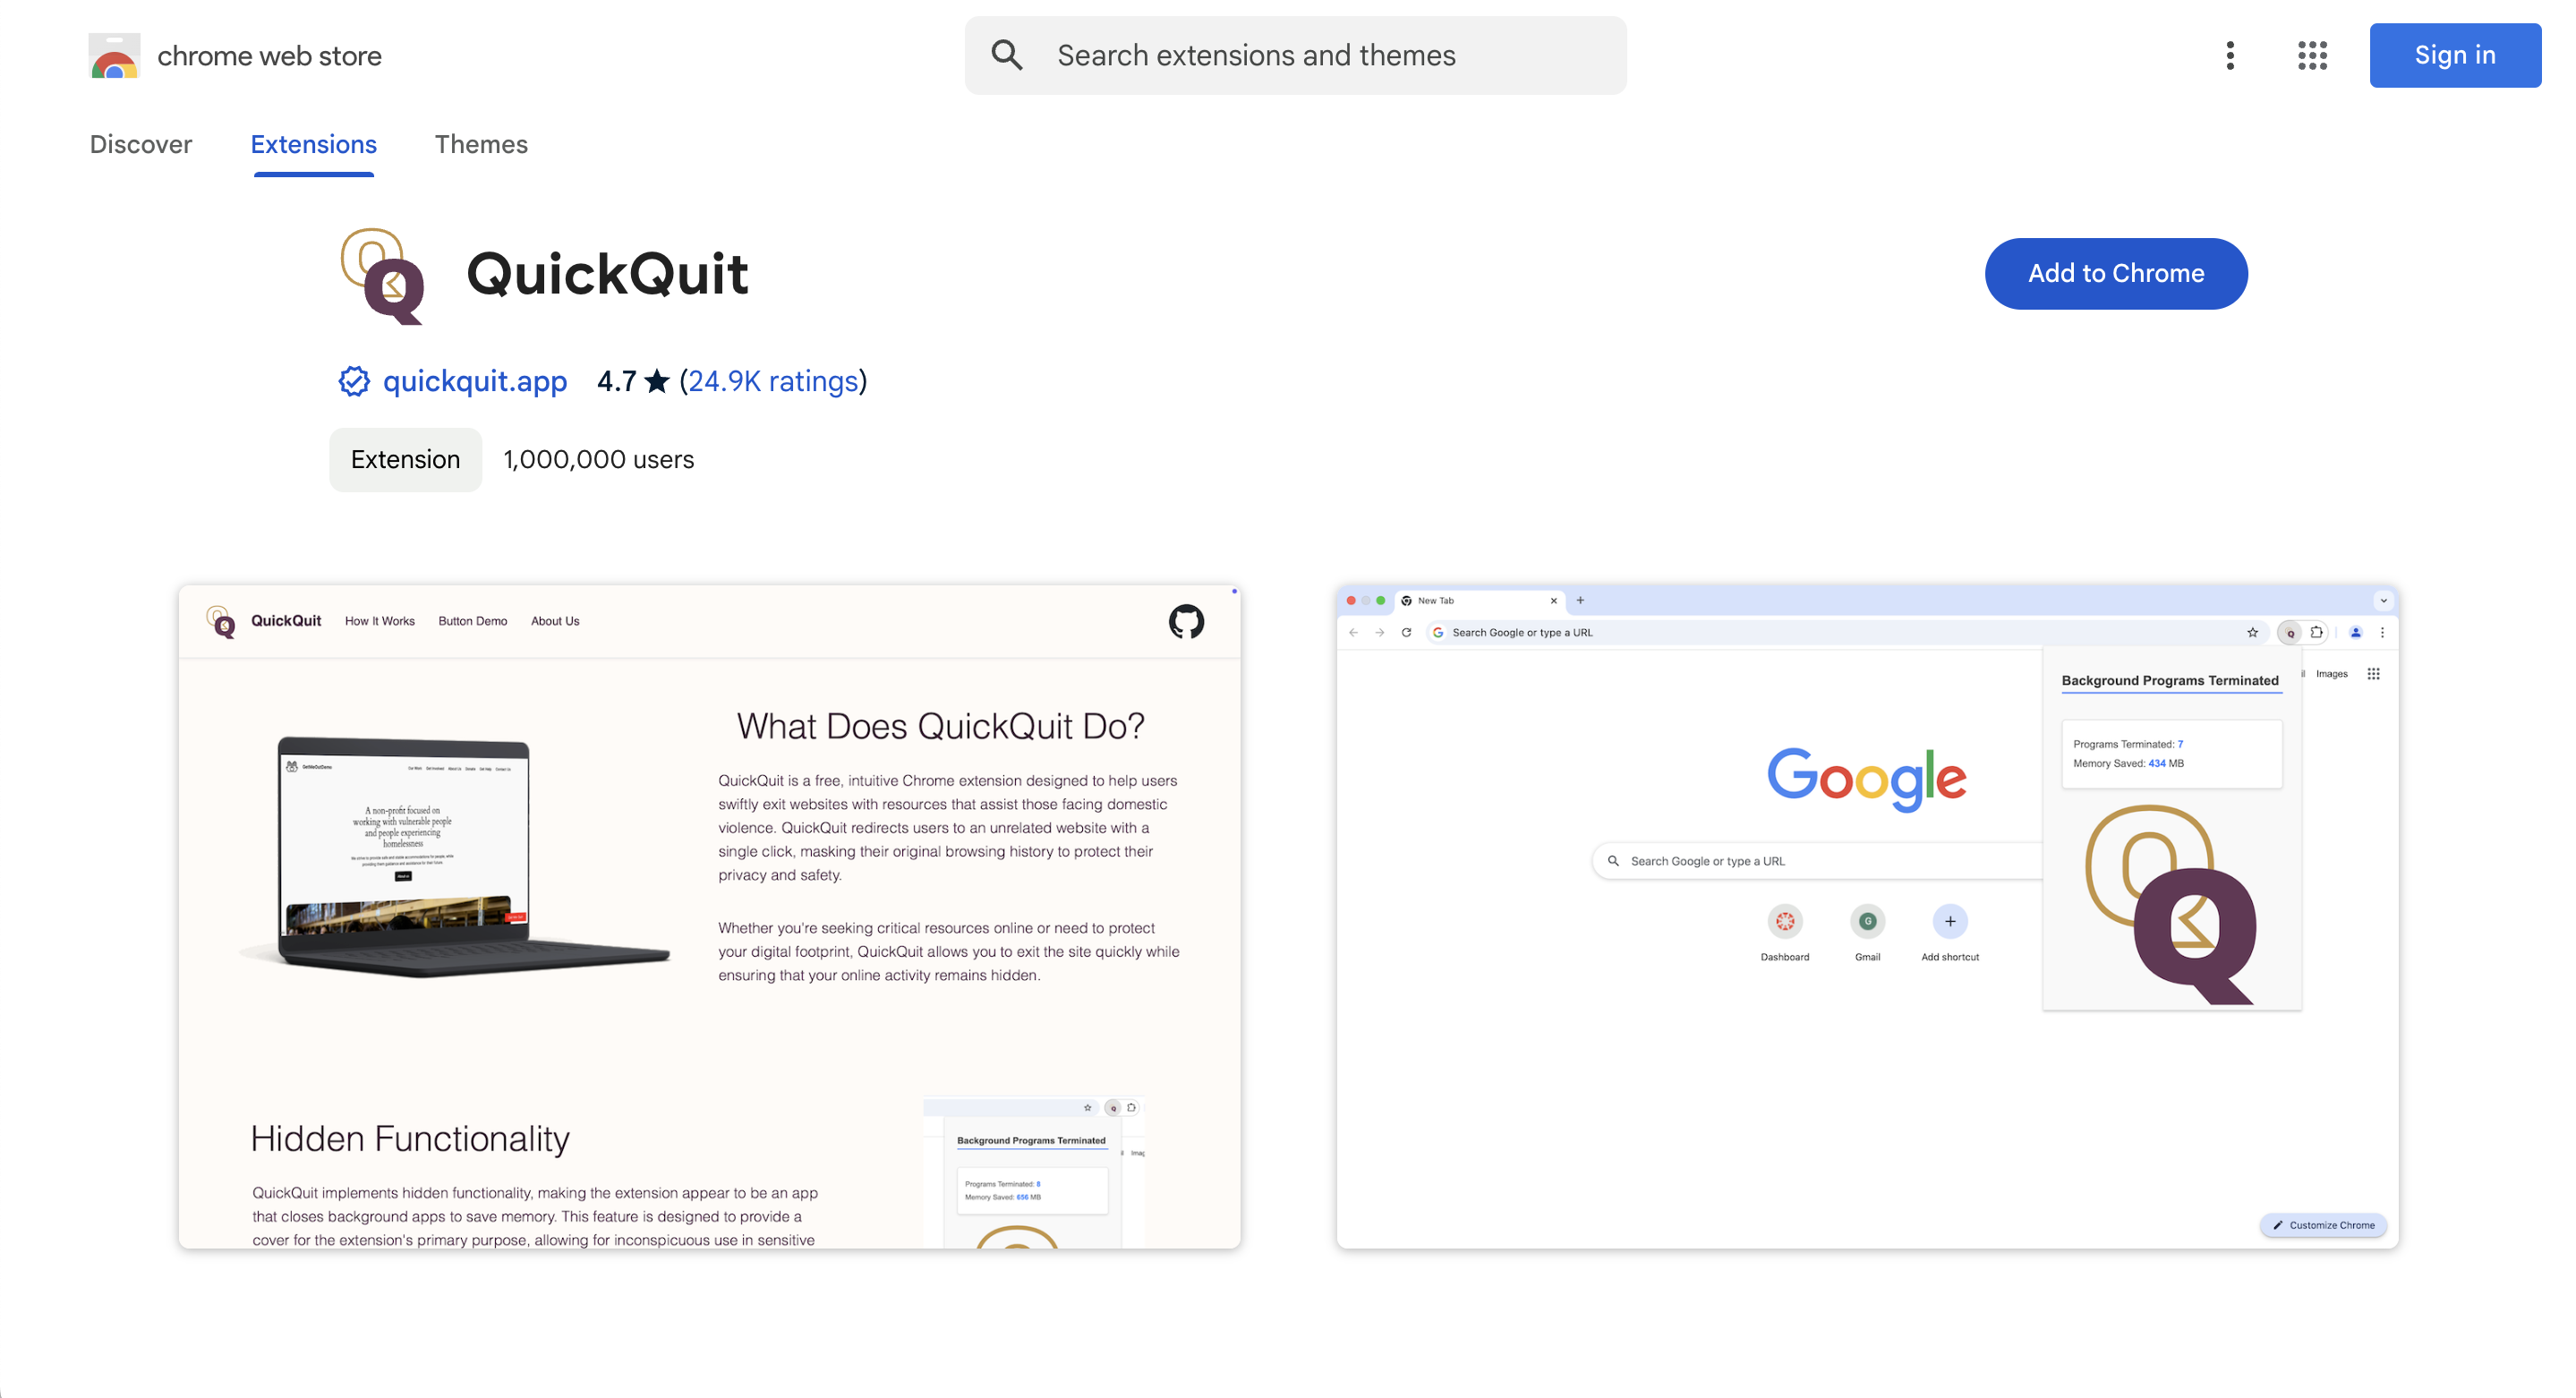 chrome web store
Search extensions and themes
Sign in
Discover
Extensions
Themes
QuickQuit
Add to Chrome
quickquit.app 4.7 ★ (24.9K ratings)
Extension
1,000,000 users
QuickQuit
How It Works
Button Demo
About Us
What Does QuickQuit Do?
QuickQuit is a free, intuitive Chrome extension designed to help users
swiftly exit websites with resources that assist those facing domestic
violence. QuickQuit redirects users to an unrelated website with a
single click, masking their original browsing history to protect their
privacy and safety.
Whether you're seeking critical resources online or need to protect
your digital footprint, QuickQuit allows you to exit the site quickly while
ensuring that your online activity remains hidden.
A non-profit focused on
working with vulnerable people
and people experiencing
homelessness
Hidden Functionality
QuickQuit implements hidden functionality, making the extension appear to be an app
that closes background apps to save memory. This feature is designed to provide a
cover for the extension's primary purpose, allowing for inconspicuous use in sensitive
Background Programs Terminated
Programs Terminated: 8
Memory Saved: 656 MB
New Tab
Search Google or type a URL
Images
Background Programs Terminated
Programs Terminated: 7
Memory Saved: 434 MB
Google
Search Google or type a URL
Dashboard
Gmail
Add shortcut
Customize Chrome